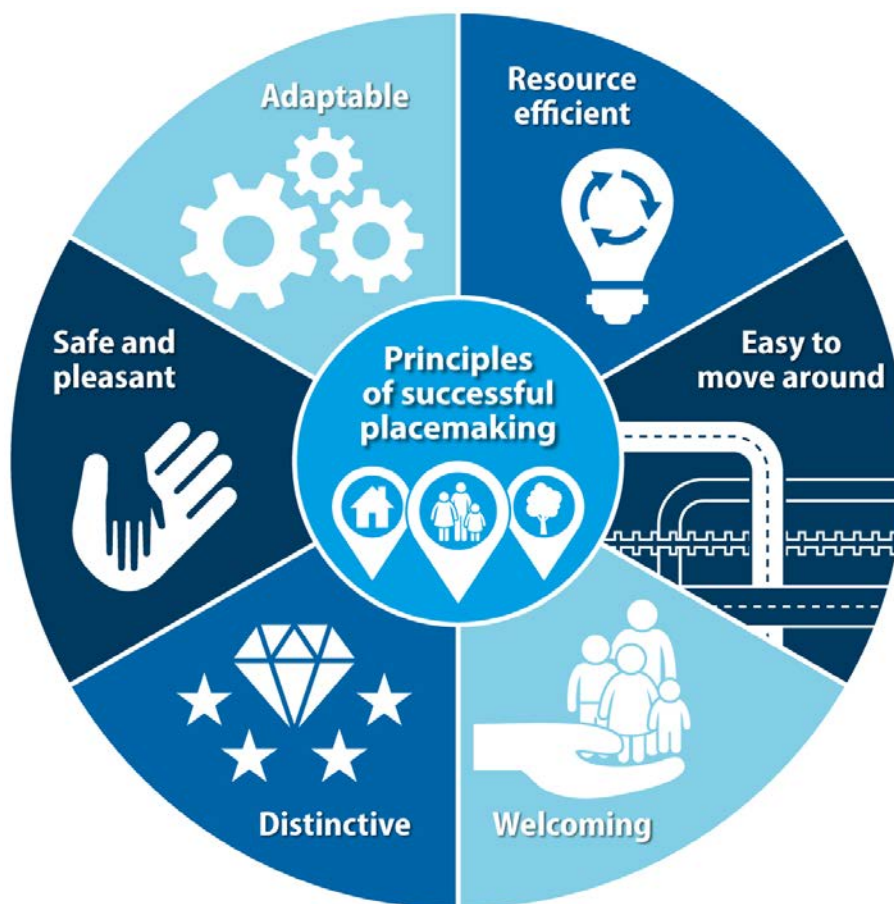 Adaptable
Resource
efficient
Safe and
pleasant
Principles
of successful
placemaking
Easy to
move around
Distinctive
Welcoming